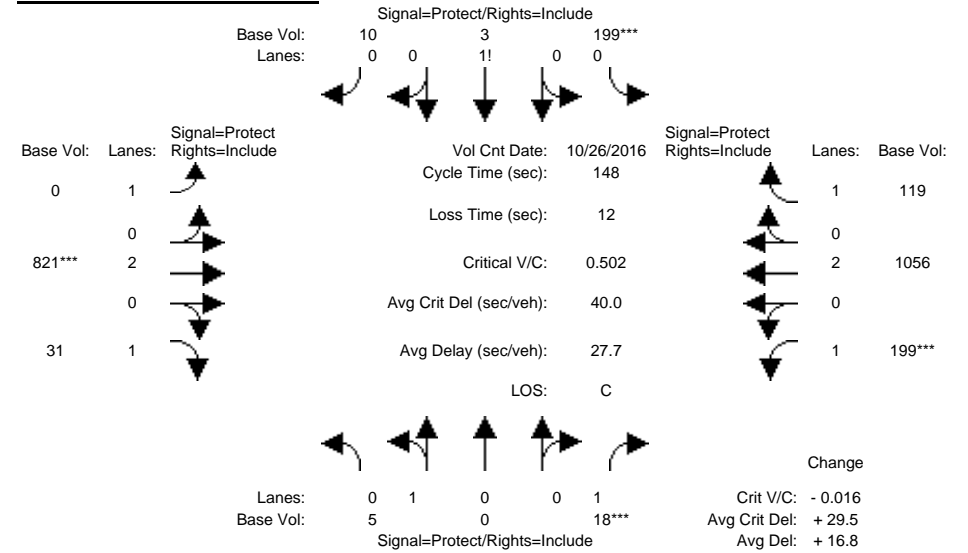 Signal=Protect/Rights=Include
Base Vol: 10 3 199***
Lanes: 0 0 1! 0 0
Signal=Protect
Base Vol: Lanes: Rights=Include
Vol Cnt Date: 10/26/2016
Signal=Protect
Rights=Include Lanes: Base Vol:
Cycle Time (sec): 148
0 1
1 119
Loss Time (sec): 12
0
0
821*** 2
Critical V/C: 0.502
2 1056
0
Avg Crit Del (sec/veh): 40.0
0
31 1
Avg Delay (sec/veh): 27.7
1 199***
LOS: C
Lanes: 0 1 0 0 1
Base Vol: 5 0 18***
Signal=Protect/Rights=Include
Change
Crit V/C: - 0.016
Avg Crit Del: + 29.5
Avg Del: + 16.8